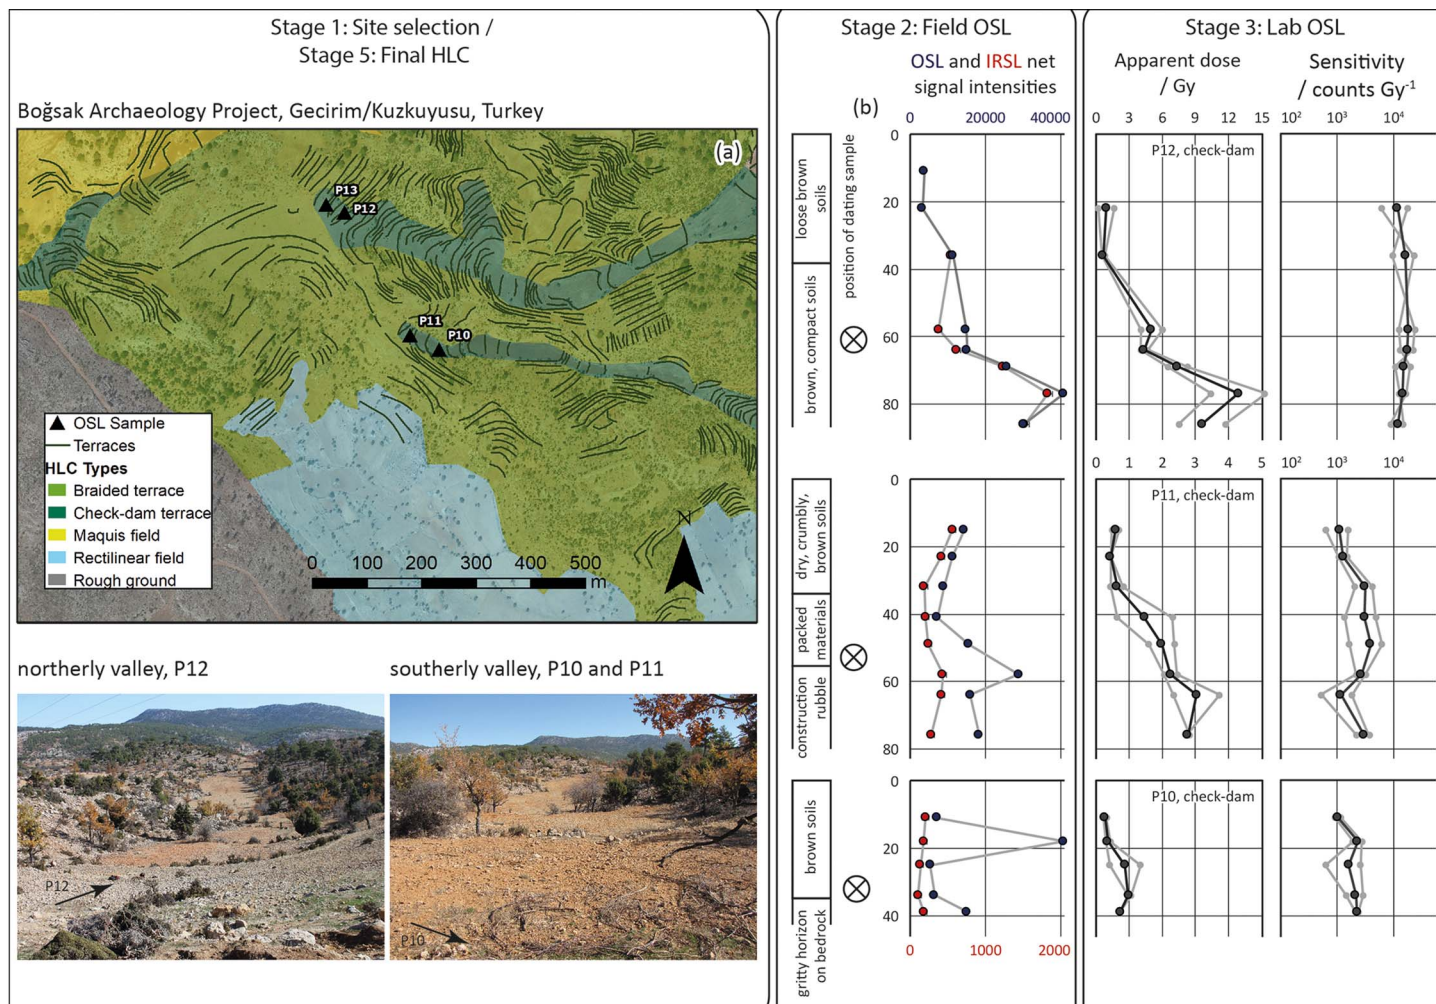 Stage 1: Site selection /
Stage 5: Final HLC
Boğsak Archaeology Project, Gecirim/Kuzkuyusu, Turkey
(a)
P13
P12
P11
P10
OSL Sample
Terraces
HLC Types
Braided terrace
Check-dam terrace
Maquis field
Rectilinear field
Rough ground
N
0 100 200 300 400 500
m
northerly valley, P12
southerly valley, P10 and P11
P12
P10
Stage 2: Field OSL
OSL and IRSL net
signal intensities
(b)
20000 40000
position of dating sample
loose brown
soils
brown, compact soils
0
20
40
60
80
dry, crumbly,
brown soils
packed
materials
construction
rubble
0
20
40
60
80
brown soils
gritty horizon
on bedrock
0
20
40
0 1000 2000
Stage 3: Lab OSL
Apparent dose
/ Gy
Sensitivity
/ counts Gy⁻¹
0 3 6 9 12 15
10² 10³ 10⁴
P12, check-dam
0 1 2 3 4 5
10² 10³ 10⁴
P11, check-dam
P10, check-dam